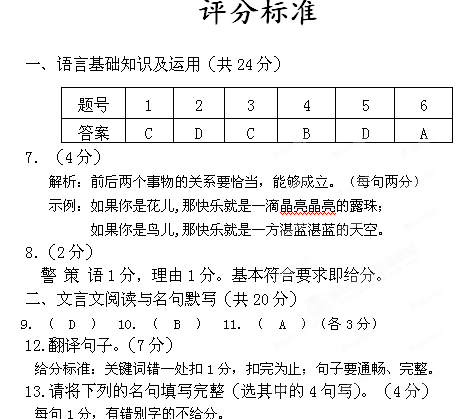 评分标准
一、语言基础知识及运用（共24分）
题号 1 2 3 4 5 6
答案 C D C B D A
7. （4分）
解析：前后两个事物的关系要恰当，能够成立。（每句两分）
示例：如果你是花儿,那快乐就是一滴晶亮晶亮的露珠；
如果你是鸟儿,那快乐就是一方湛蓝湛蓝的天空。
8.（2分）
警 策 语1分，理由1分。基本符合要求即给分。
二、文言文阅读与名句默写（共20分）
9. （ D ） 10. （ B ） 11. （ A ）（各3分）
12.翻译句子。（7分）
给分标准：关键词错一处扣1分，扣完为止；句子要通畅、完整。
13.请将下列的名句填写完整（选其中的4句写）。（4分）
每句1分，有错别字的不给分。